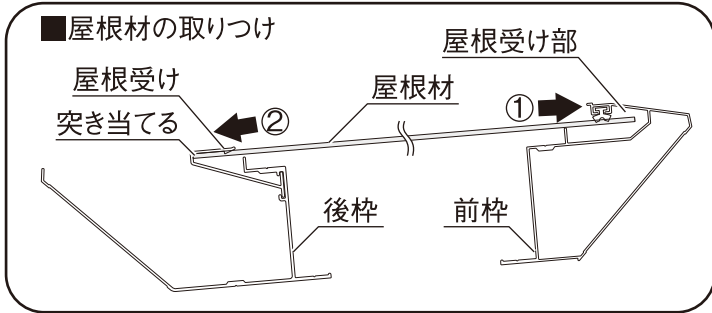 ■屋根材の取りつけ
屋根受け部
屋根受け
屋根材
①
②
突き当てる
後枠
前枠